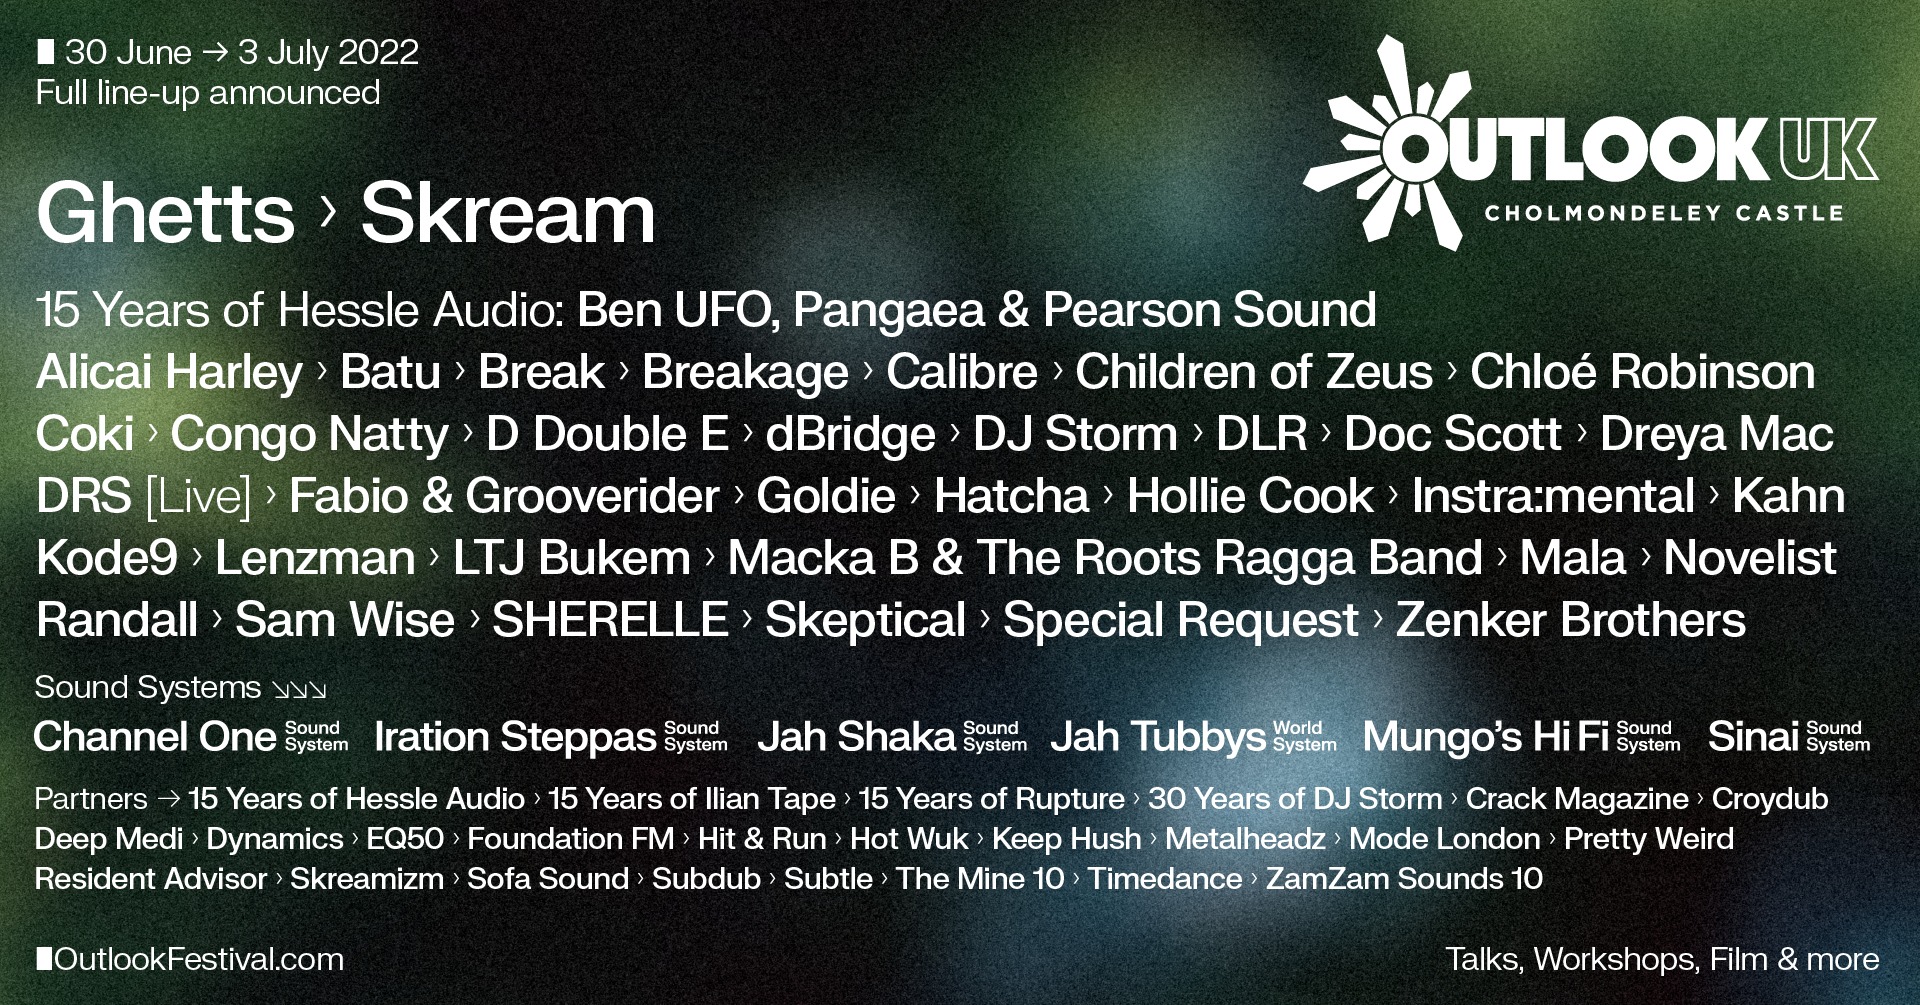 30 June → 3 July 2022
Full line-up announced
OUTLOOK UK
CHOLMONDELEY CASTLE
Ghetts › Skream
15 Years of Hessle Audio: Ben UFO, Pangaea & Pearson Sound
Alicai Harley › Batu › Break › Breakage › Calibre › Children of Zeus › Chloé Robinson
Coki › Congo Natty › D Double E › dBridge › DJ Storm › DLR › Doc Scott › Dreya Mac
DRS [Live] › Fabio & Grooverider › Goldie › Hatcha › Hollie Cook › Instra:mental › Kahn
Kode9 › Lenzman › LTJ Bukem › Macka B & The Roots Ragga Band › Mala › Novelist
Randall › Sam Wise › SHERELLE › Skeptical › Special Request › Zenker Brothers
Sound Systems ↘↘↘
Channel One Sound System Iration Steppas Sound System Jah Shaka Sound System Jah Tubbys World System Mungo's Hi Fi Sound System Sinai Sound System
Partners → 15 Years of Hessle Audio › 15 Years of Ilian Tape › 15 Years of Rupture › 30 Years of DJ Storm › Crack Magazine › Croydub
Deep Medi › Dynamics › EQ50 › Foundation FM › Hit & Run › Hot Wuk › Keep Hush › Metalheadz › Mode London › Pretty Weird
Resident Advisor › Skreamizm › Sofa Sound › Subdub › Subtle › The Mine 10 › Timedance › ZamZam Sounds 10
OutlookFestival.com
Talks, Workshops, Film & more